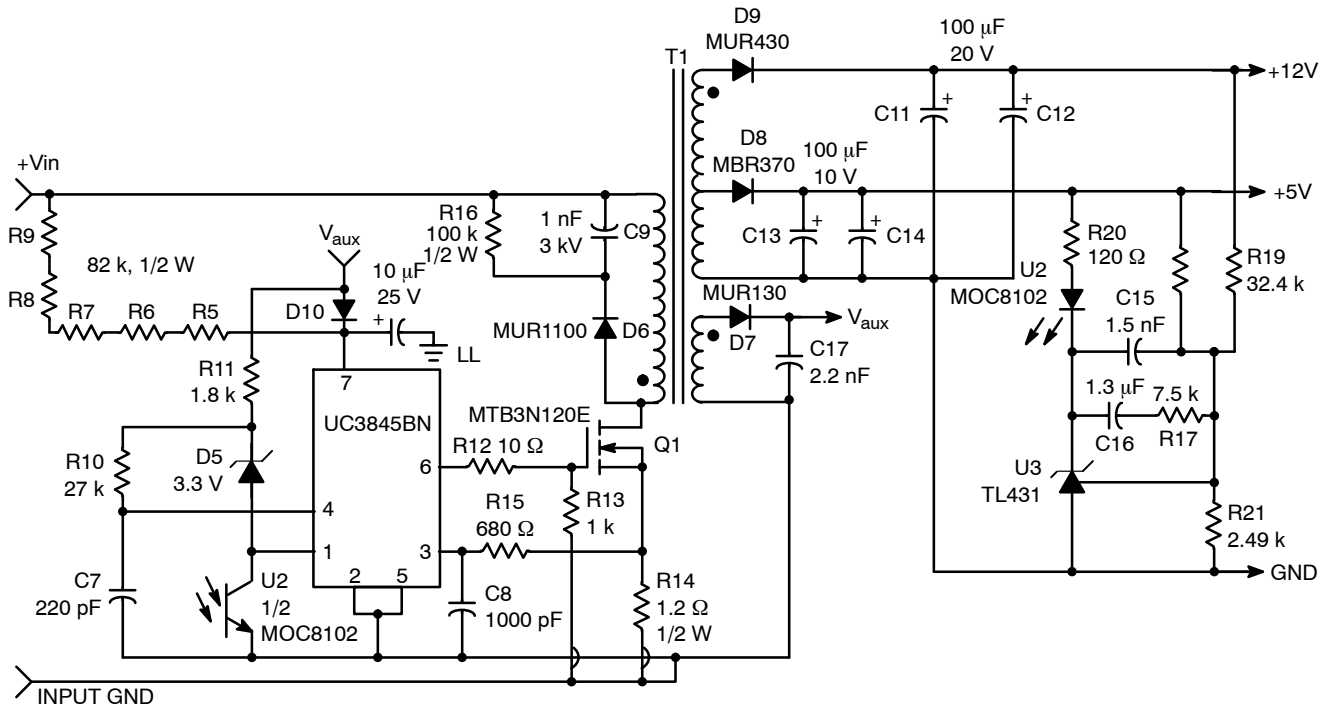 D9
MUR430
100 μF
20 V
T1
+12V
C11
+
+
C12
D8
MBR370
100 μF
10 V
+5V
+Vin
R9
R8
82 k, 1/2 W
R7
R6
R5
Vaux
10 μF
25 V
D10
+
LL
R16
100 k
1/2 W
1 nF
3 kV
C9
MUR1100
D6
C13
+
+
C14
R20
120 Ω
U2
MOC8102
C15
1.5 nF
R19
32.4 k
MUR130
D7
Vaux
C17
2.2 nF
R11
1.8 k
7
UC3845BN
MTB3N120E
Q1
R12 10 Ω
6
1.3 μF
C16
7.5 k
R17
R10
27 k
D5
3.3 V
4
R13
1 k
R15
680 Ω
U3
TL431
R21
2.49 k
1
3
2
5
GND
C7
220 pF
U2
1/2
MOC8102
C8
1000 pF
R14
1.2 Ω
1/2 W
INPUT GND